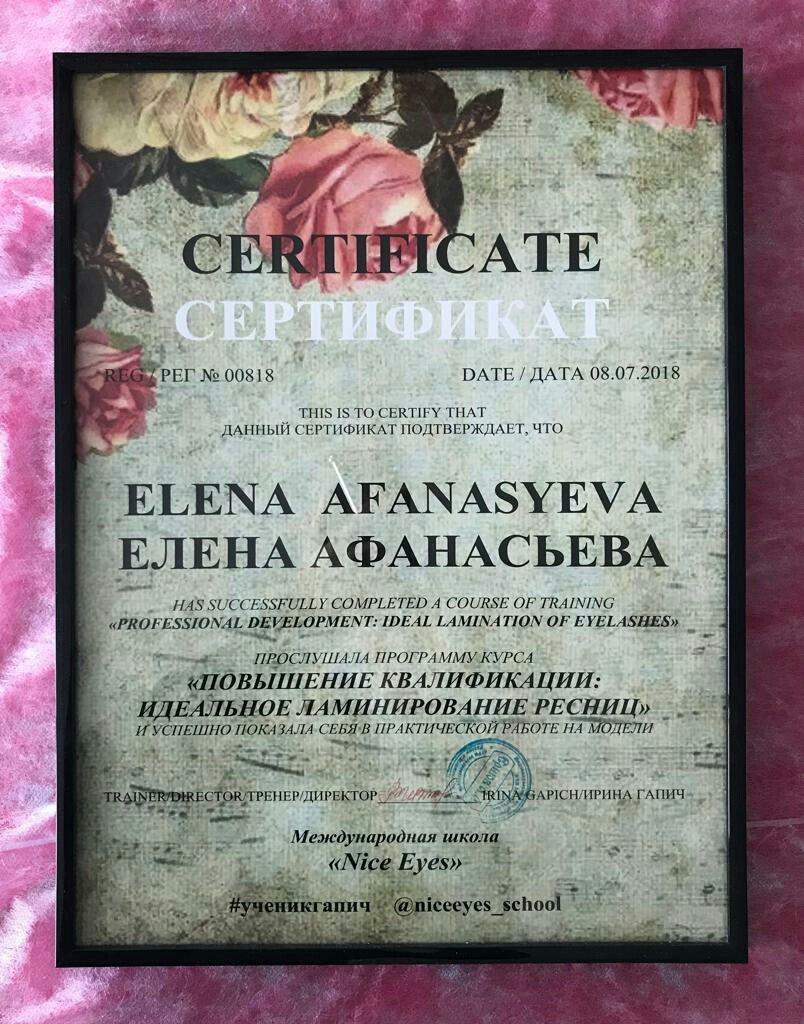 CERTIFICATE
СЕРТИФИКАТ
REG / РЕГ № 00818 DATE / ДАТА 08.07.2018
THIS IS TO CERTIFY THAT
ДАННЫЙ СЕРТИФИКАТ ПОДТВЕРЖДАЕТ, ЧТО
ELENA AFANASYEVA
ЕЛЕНА АФАНАСЬЕВА
HAS SUCCESSFULLY COMPLETED A COURSE OF TRAINING
«PROFESSIONAL DEVELOPMENT: IDEAL LAMINATION OF EYELASHES»
ПРОСЛУШАЛА ПРОГРАММУ КУРСА
«ПОВЫШЕНИЕ КВАЛИФИКАЦИИ:
ИДЕАЛЬНОЕ ЛАМИНИРОВАНИЕ РЕСНИЦ»
И УСПЕШНО ПОКАЗАЛА СЕБЯ В ПРАКТИЧЕСКОЙ РАБОТЕ НА МОДЕЛИ
TRAINER/DIRECTOR/ТРЕНЕР/ДИРЕКТОР IRINA GAPICH/ИРИНА ГАПИЧ
Международная школа
«Nice Eyes»
#ученикгапич @niceeyes_school